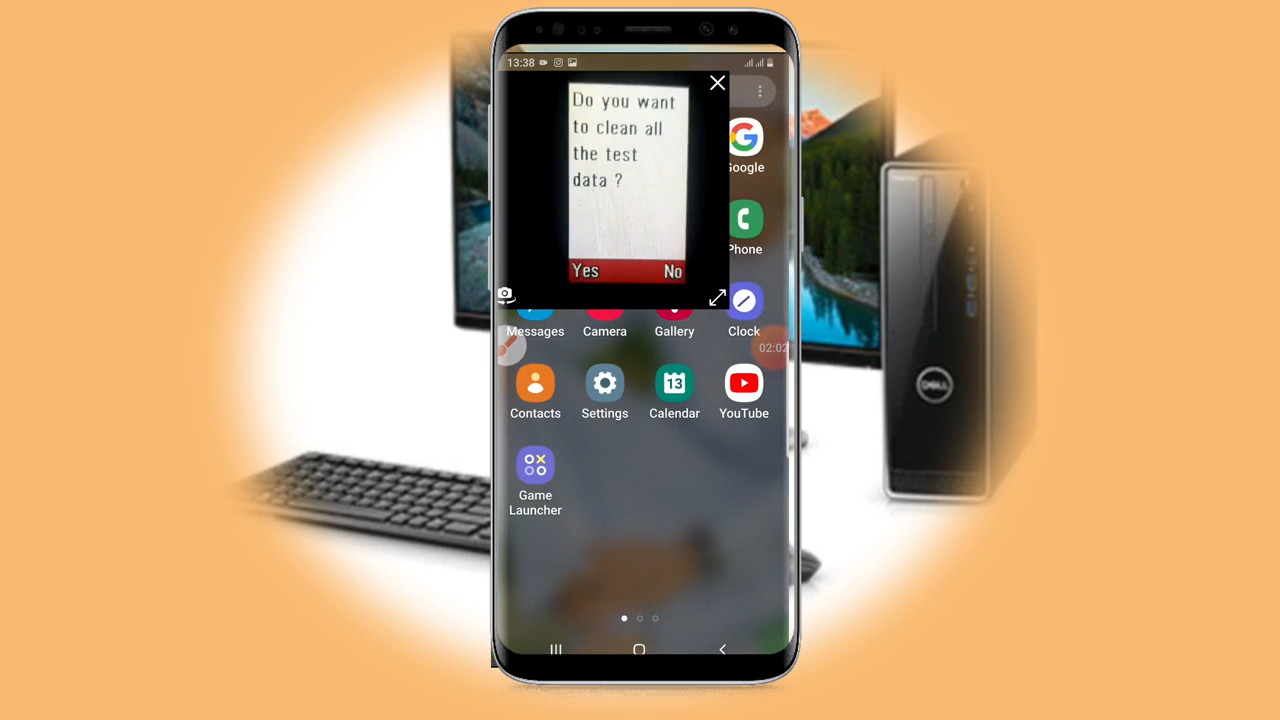 13:38
Do you want
to clean all
the test
data ?
Yes No
Google
Phone
Messages Camera Gallery Clock
02:02
13
Contacts Settings Calendar YouTube
Game
Launcher
DELL